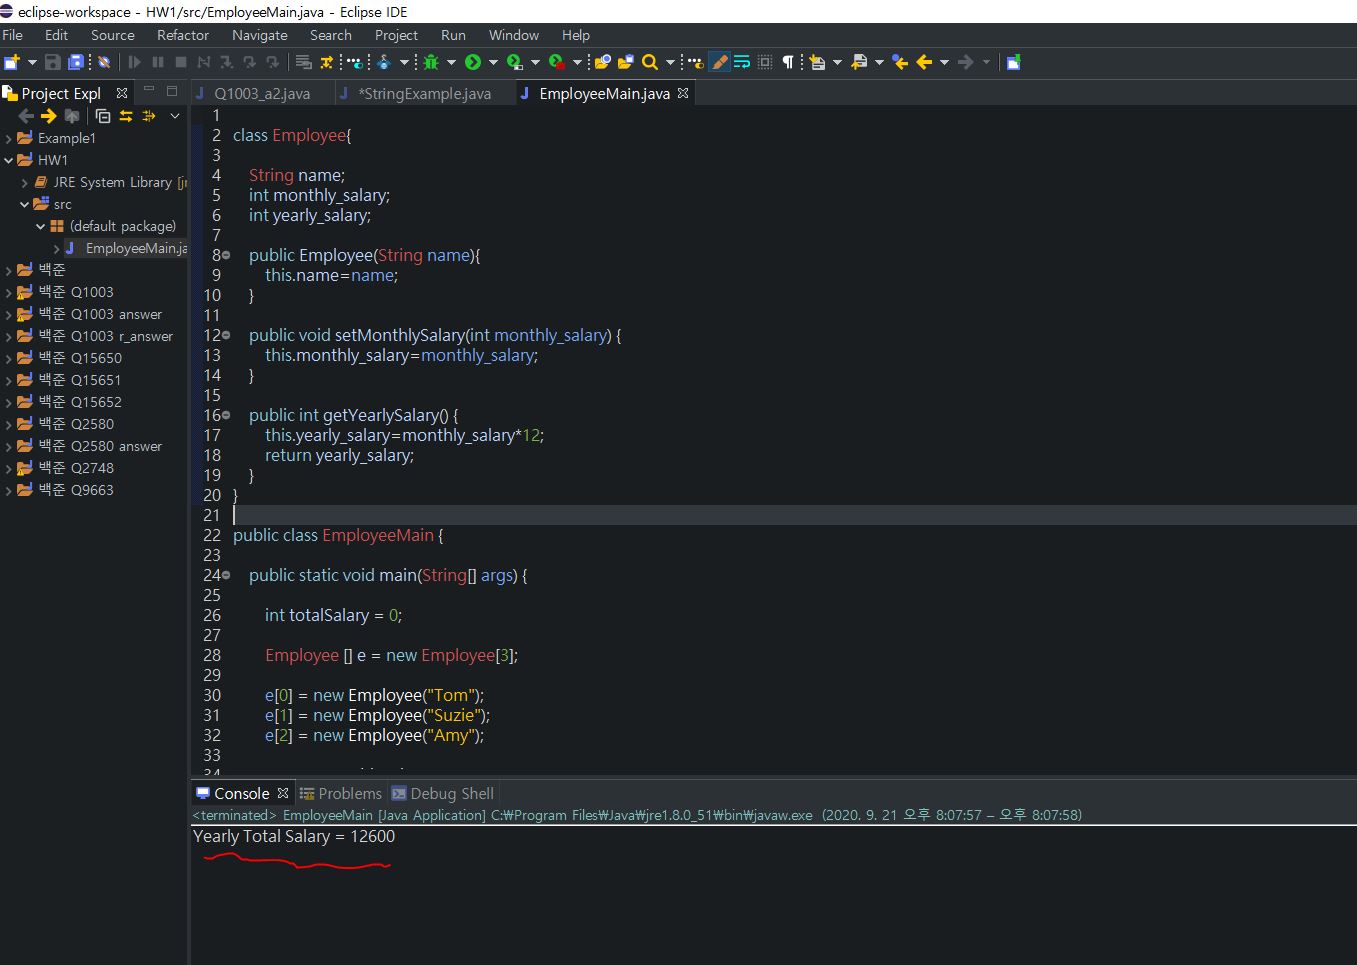 eclipse-workspace - HW1/src/EmployeeMain.java - Eclipse IDE
File Edit Source Refactor Navigate Search Project Run Window Help
Project Expl
Q1003_a2.java *StringExample.java EmployeeMain.java
Example1
HW1
JRE System Library [jr
src
(default package)
EmployeeMain.ja
백준
백준 Q1003
백준 Q1003 answer
백준 Q1003 r_answer
백준 Q15650
백준 Q15651
백준 Q15652
백준 Q2580
백준 Q2580 answer
백준 Q2748
백준 Q9663
1
2 class Employee{
3
4 String name;
5 int monthly_salary;
6 int yearly_salary;
7
8 public Employee(String name){
9 this.name=name;
10 }
11
12 public void setMonthlySalary(int monthly_salary) {
13 this.monthly_salary=monthly_salary;
14 }
15
16 public int getYearlySalary() {
17 this.yearly_salary=monthly_salary*12;
18 return yearly_salary;
19 }
20 }
21
22 public class EmployeeMain {
23
24 public static void main(String[] args) {
25
26 int totalSalary = 0;
27
28 Employee [] e = new Employee[3];
29
30 e[0] = new Employee("Tom");
31 e[1] = new Employee("Suzie");
32 e[2] = new Employee("Amy");
33
34
Console Problems Debug Shell
<terminated> EmployeeMain [Java Application] C:₩Program Files₩Java₩jre1.8.0_51₩bin₩javaw.exe (2020. 9. 21 오후 8:07:57 – 오후 8:07:58)
Yearly Total Salary = 12600